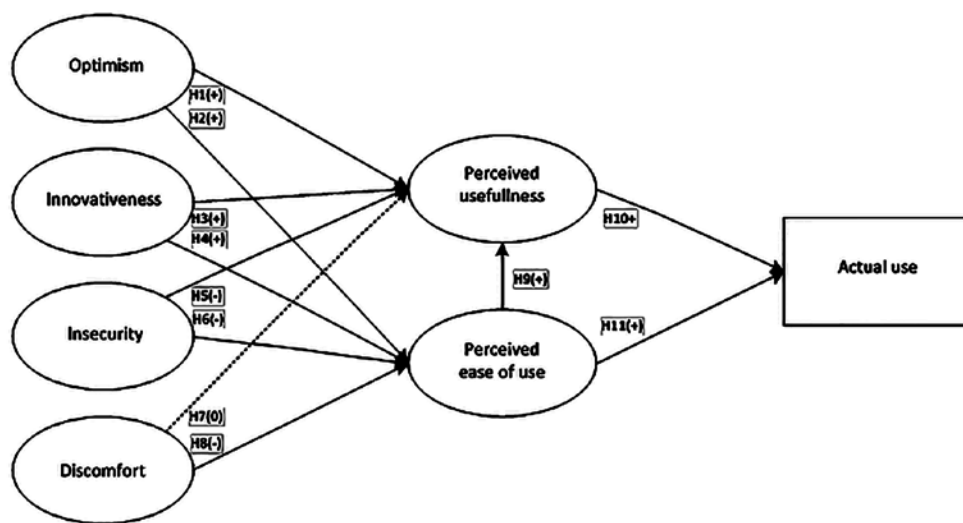 Optimism
H1(+)
H2(+)
Innovativeness
H3(+)
H4(+)
Insecurity
H5(-)
H6(-)
Discomfort
H7(0)
H8(-)
Perceived
usefullness
H9(+)
Perceived
ease of use
H10+
H11(+)
Actual use